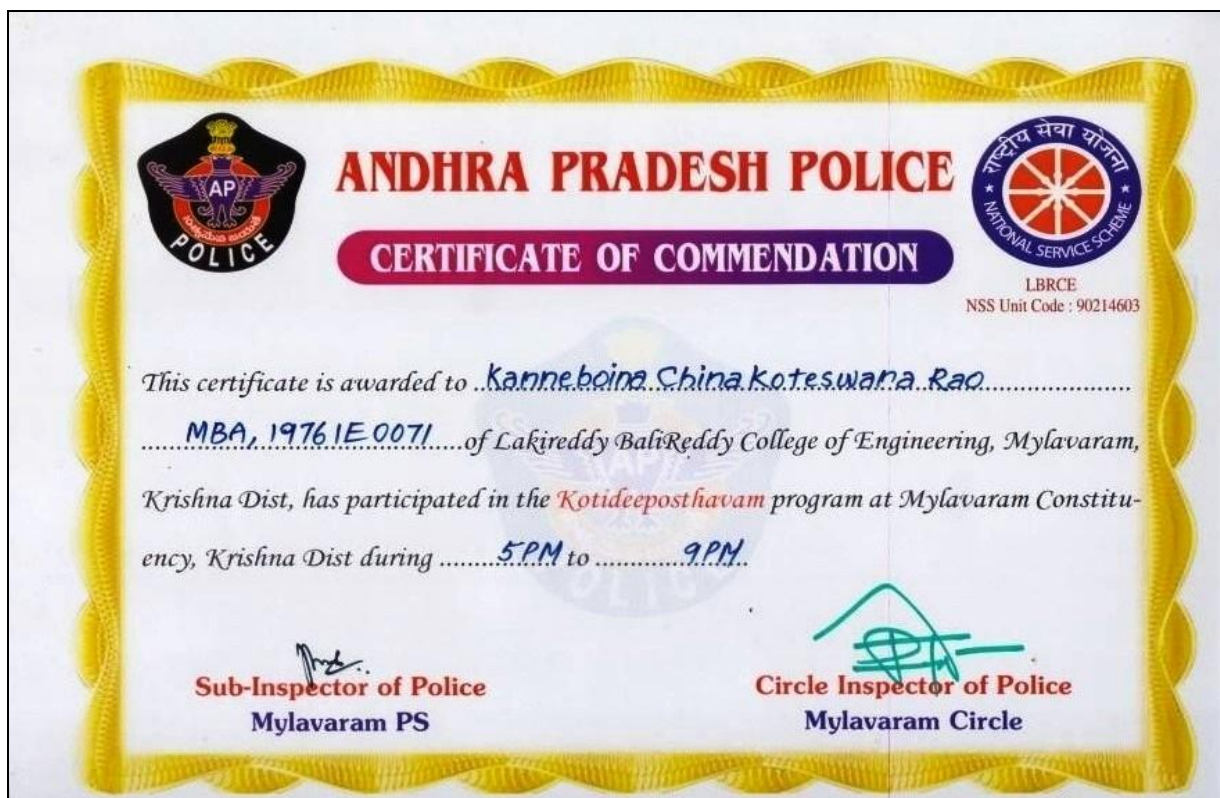 ANDHRA PRADESH POLICE
CERTIFICATE OF COMMENDATION
AP
POLICE
राष्ट्रीय सेवा योजना
NATIONAL SERVICE SCHEME
LBRCE
NSS Unit Code : 90214603
This certificate is awarded to ..Kanneboina China Koteswara Rao......................
......MBA, 19761E0071.....of Lakireddy BaliReddy College of Engineering, Mylavaram,
Krishna Dist, has participated in the Kotideeposthavam program at Mylavaram Constitu-
ency, Krishna Dist during ........5PM to ............9PM.
Sub-Inspector of Police
Mylavaram PS
Circle Inspector of Police
Mylavaram Circle